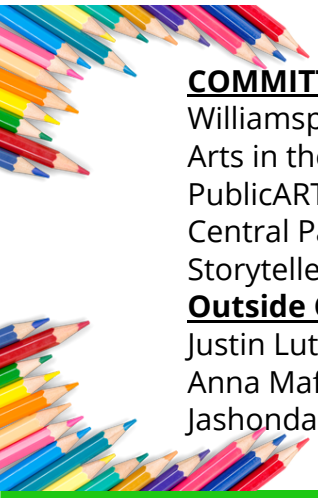 COMMITT
Williamsp
Arts in the
PublicART
Central Pa
Storytelle
Outside
Justin Lut
Anna Maf
Jashonda